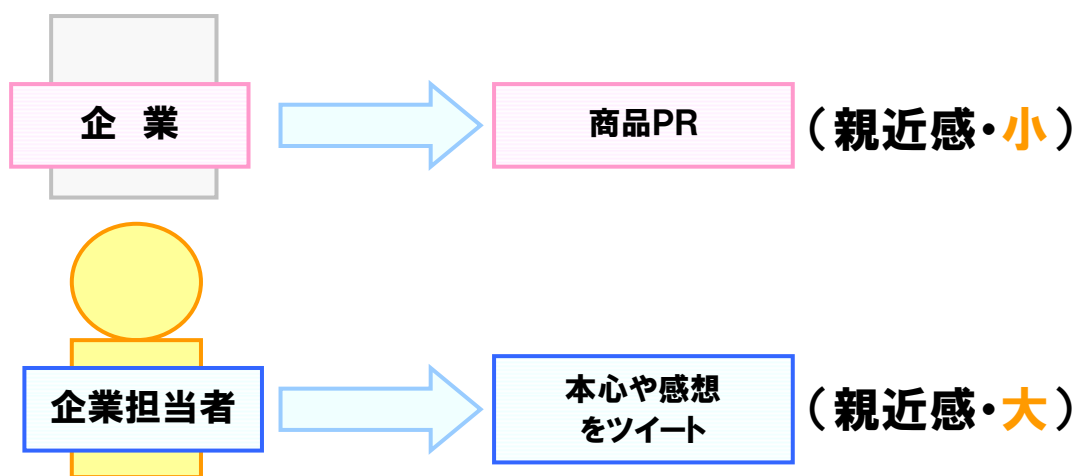 企 業
商品PR
(親近感・小)
企業担当者
本心や感想
をツイート
(親近感・大)